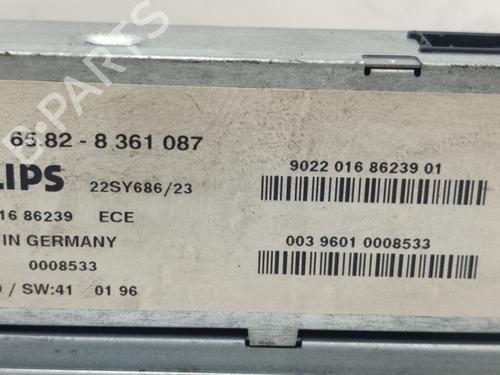 65.82 - 8 361 087
LIPS 22SY686/23
16 86239 ECE
IN GERMANY
0008533
/ SW:41 01 96
9022 016 86239 01
003 9601 0008533
B-PARTS